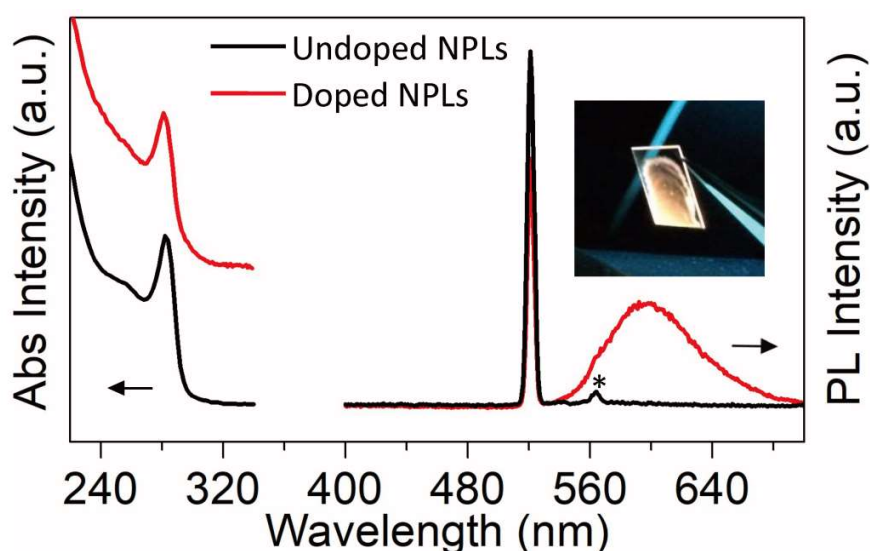 Undoped NPLs
Doped NPLs
Abs Intensity (a.u.)
PL Intensity (a.u.)
*
240 320 400 480 560 640
Wavelength (nm)